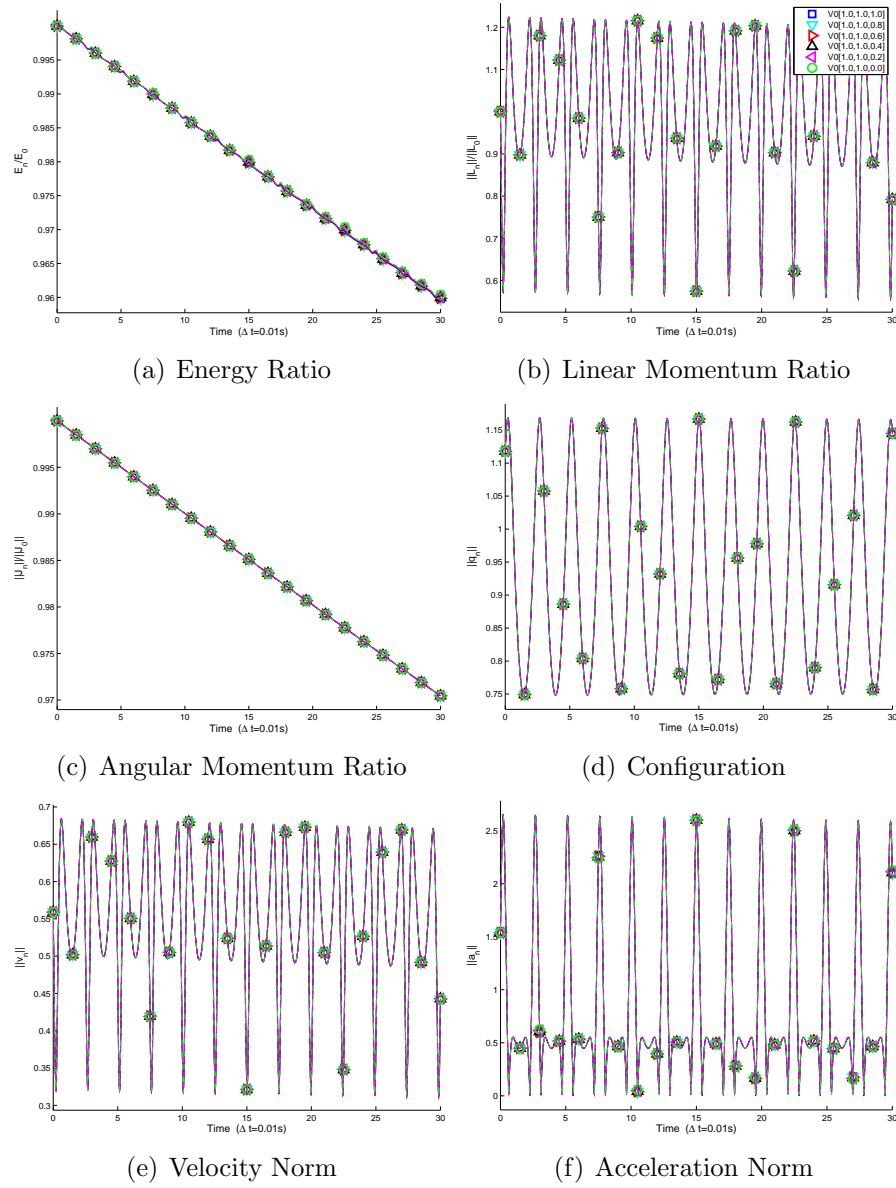 E_n/E_0
0.995
0.99
0.985
0.98
0.975
0.97
0.965
0.96
0 5 10 15 20 25 30
Time (Δ t=0.01s)
(a) Energy Ratio
||L_n||/||L_0||
1.2
1.1
1
0.9
0.8
0.7
0.6
V0[1.0,1.0,1.0]
V0[1.0,1.0,0.8]
V0[1.0,1.0,0.6]
V0[1.0,1.0,0.4]
V0[1.0,1.0,0.2]
V0[1.0,1.0,0.0]
0 5 10 15 20 25 30
Time (Δ t=0.01s)
(b) Linear Momentum Ratio
||J_n||/||J_0||
0.995
0.99
0.985
0.98
0.975
0.97
0 5 10 15 20 25 30
Time (Δ t=0.01s)
(c) Angular Momentum Ratio
||q_n||
1.15
1.1
1.05
1
0.95
0.9
0.85
0.8
0.75
0 5 10 15 20 25 30
Time (Δ t=0.01s)
(d) Configuration
||v_n||
0.7
0.65
0.6
0.55
0.5
0.45
0.4
0.35
0.3
0 5 10 15 20 25 30
Time (Δ t=0.01s)
(e) Velocity Norm
||a_n||
2.5
2
1.5
1
0.5
0
0 5 10 15 20 25 30
Time (Δ t=0.01s)
(f) Acceleration Norm